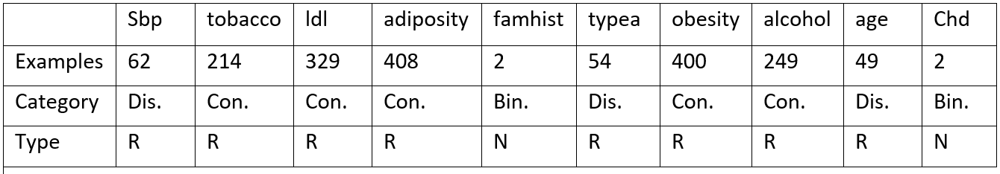 Sbp tobacco ldl adiposity famhist typea obesity alcohol age Chd
Examples 62 214 329 408 2 54 400 249 49 2
Category Dis. Con. Con. Con. Bin. Dis. Con. Con. Dis. Bin.
Type R R R R N R R R R N